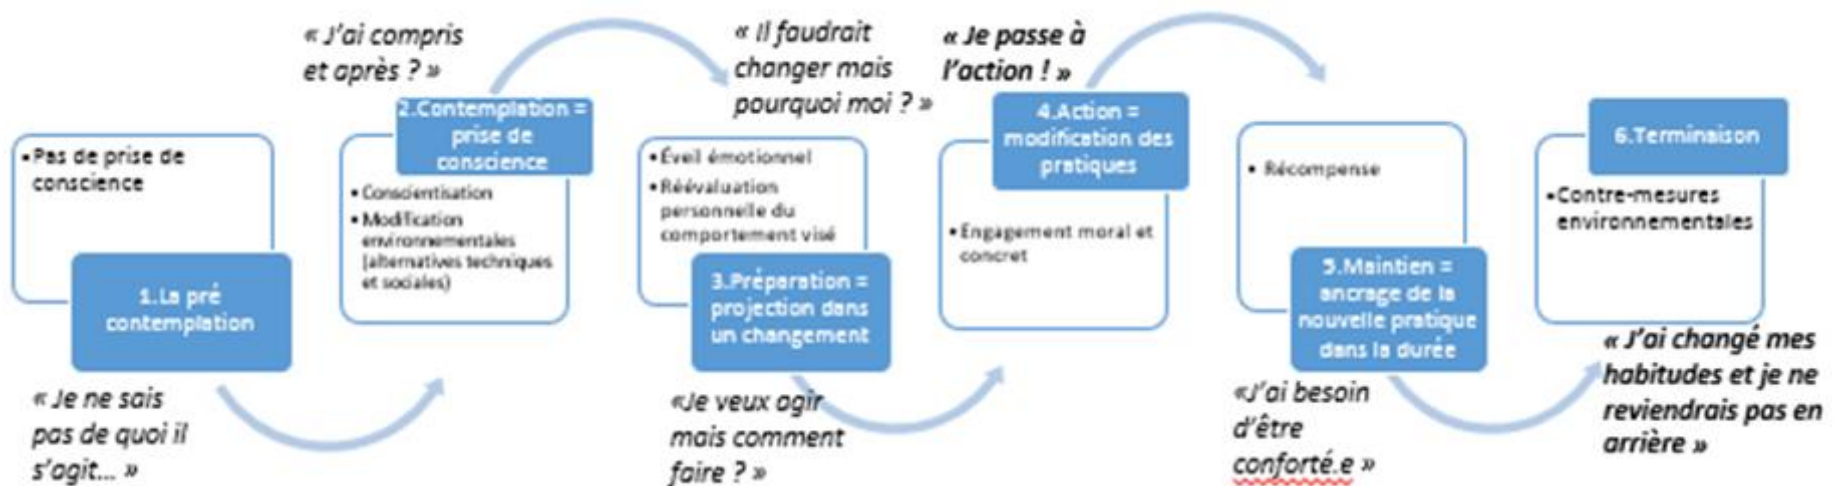 •Pas de prise de
conscience
1.La pré
contemplation
« Je ne sais
pas de quoi il
s’agit... »
« J’ai compris
et après ? »
2.Contemplation =
prise de
conscience
• Conscientisation
• Modification
environnementales
(alternatives techniques
et sociales)
« Il faudrait
changer mais
pourquoi moi ? »
• Éveil émotionnel
• Réévaluation
personnelle du
comportement visé
3.Préparation =
projection dans
un changement
«Je veux agir
mais comment
faire ? »
« Je passe à
l’action ! »
4.Action =
modification des
pratiques
• Engagement moral et
concret
• Récompense
5.Maintien =
ancrage de la
nouvelle pratique
dans la durée
«J’ai besoin
d’être
conforté.e »
6.Terminaison
•Contre-mesures
environnementales
« J’ai changé mes
habitudes et je ne
reviendrais pas en
arrière »